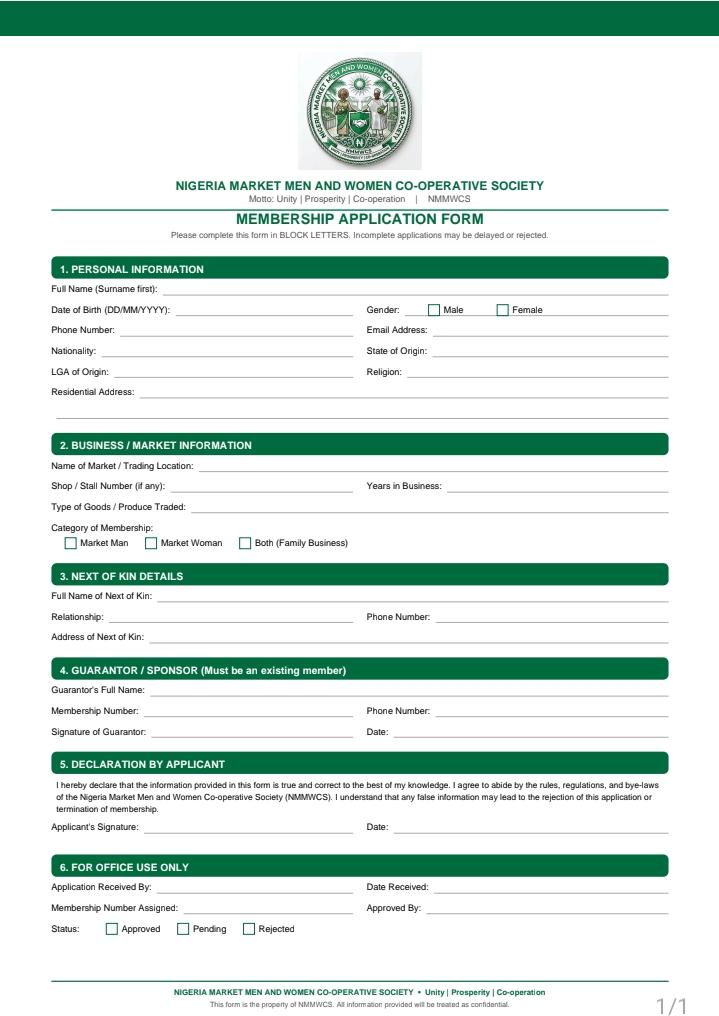 NIGERIA MARKET MEN AND WOMEN CO-OPERATIVE SOCIETY
NMMWCS
NIGERIA MARKET MEN AND WOMEN CO-OPERATIVE SOCIETY
Motto: Unity | Prosperity | Co-operation | NMMWCS
MEMBERSHIP APPLICATION FORM
Please complete this form in BLOCK LETTERS. Incomplete applications may be delayed or rejected.
1. PERSONAL INFORMATION
Full Name (Surname first):
Date of Birth (DD/MM/YYYY): Gender: Male Female
Phone Number: Email Address:
Nationality: State of Origin:
LGA of Origin: Religion:
Residential Address:
2. BUSINESS / MARKET INFORMATION
Name of Market / Trading Location:
Shop / Stall Number (if any): Years in Business:
Type of Goods / Produce Traded:
Category of Membership:
Market Man Market Woman Both (Family Business)
3. NEXT OF KIN DETAILS
Full Name of Next of Kin:
Relationship: Phone Number:
Address of Next of Kin:
4. GUARANTOR / SPONSOR (Must be an existing member)
Guarantor's Full Name:
Membership Number: Phone Number:
Signature of Guarantor: Date:
5. DECLARATION BY APPLICANT
I hereby declare that the information provided in this form is true and correct to the best of my knowledge. I agree to abide by the rules, regulations, and bye-laws
of the Nigeria Market Men and Women Co-operative Society (NMMWCS). I understand that any false information may lead to the rejection of this application or
termination of membership.
Applicant's Signature: Date:
6. FOR OFFICE USE ONLY
Application Received By: Date Received:
Membership Number Assigned: Approved By:
Status: Approved Pending Rejected
NIGERIA MARKET MEN AND WOMEN CO-OPERATIVE SOCIETY • Unity | Prosperity | Co-operation
This form is the property of NMMWCS. All information provided will be treated as confidential.
1/1